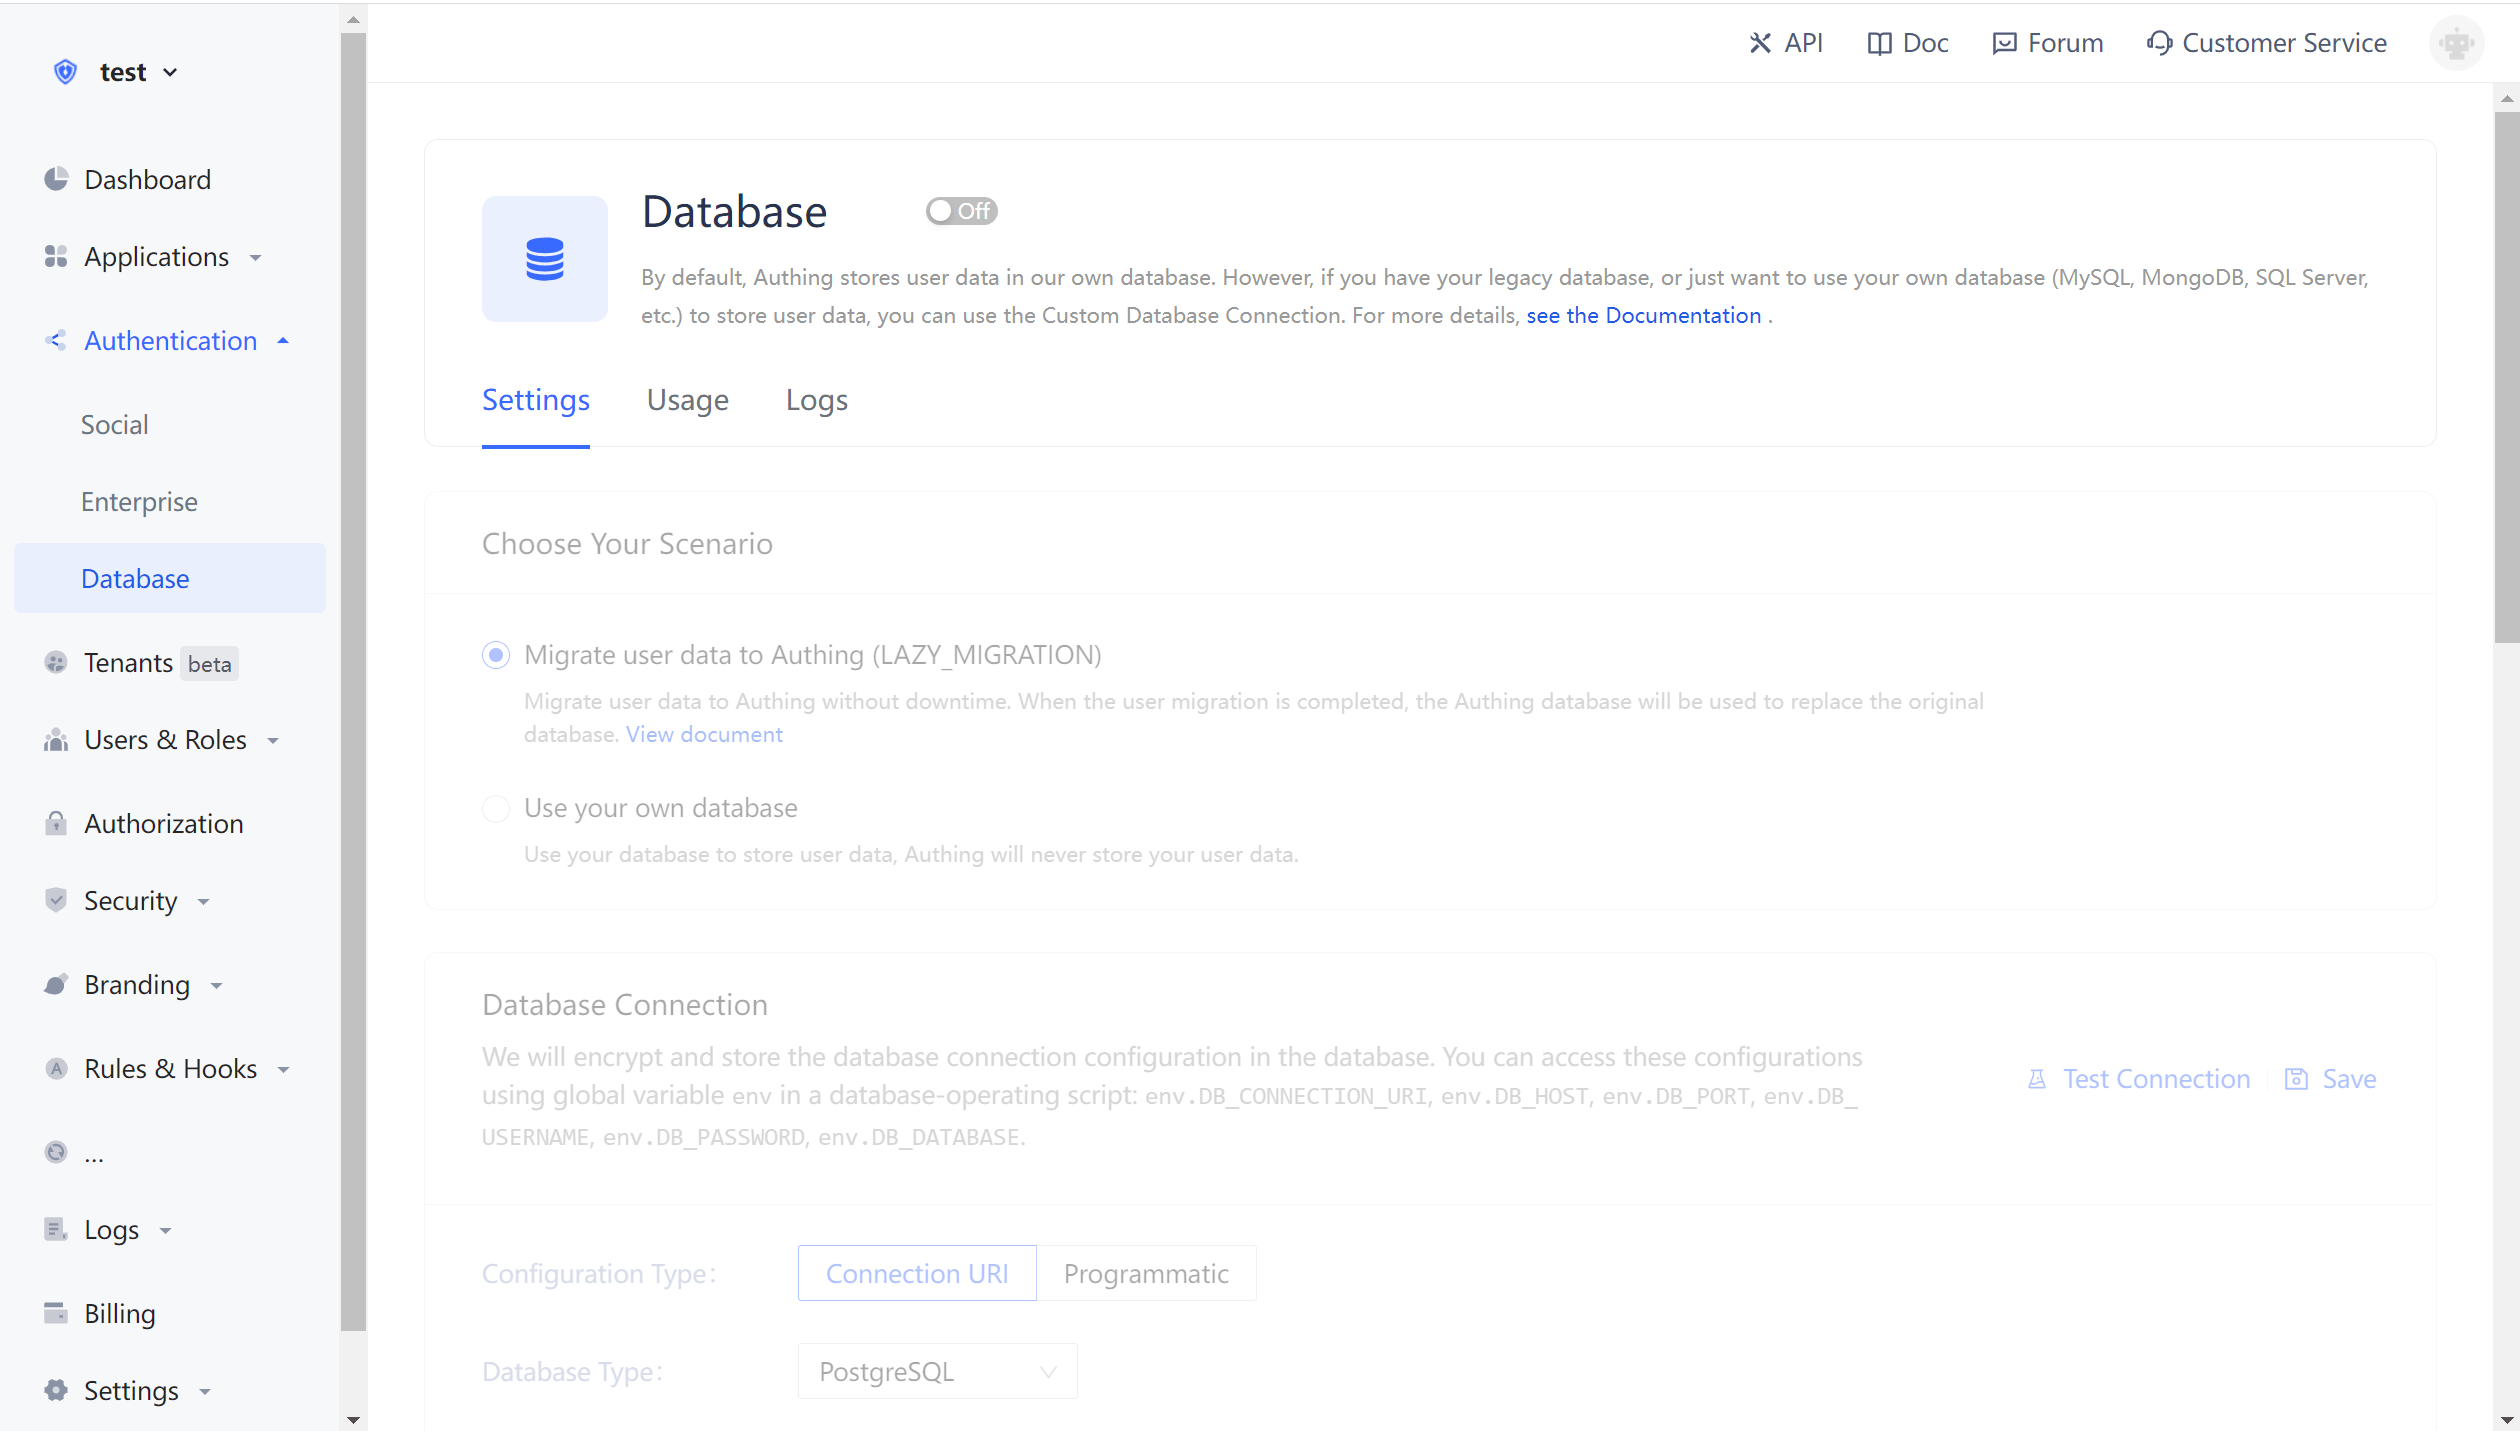 test
API
Doc
Forum
Customer Service
Dashboard
Applications
Authentication
Social
Enterprise
Database
Tenants beta
Users & Roles
Authorization
Security
Branding
Rules & Hooks
...
Logs
Billing
Settings
Database
Off
By default, Authing stores user data in our own database. However, if you have your legacy database, or just want to use your own database (MySQL, MongoDB, SQL Server,
etc.) to store user data, you can use the Custom Database Connection. For more details, see the Documentation .
Settings
Usage
Logs
Choose Your Scenario
Migrate user data to Authing (LAZY_MIGRATION)
Migrate user data to Authing without downtime. When the user migration is completed, the Authing database will be used to replace the original
database. View document
Use your own database
Use your database to store user data, Authing will never store your user data.
Database Connection
We will encrypt and store the database connection configuration in the database. You can access these configurations
using global variable env in a database-operating script: env.DB_CONNECTION_URI, env.DB_HOST, env.DB_PORT, env.DB_
USERNAME, env.DB_PASSWORD, env.DB_DATABASE.
Test Connection
Save
Configuration Type:
Connection URI
Programmatic
Database Type:
PostgreSQL